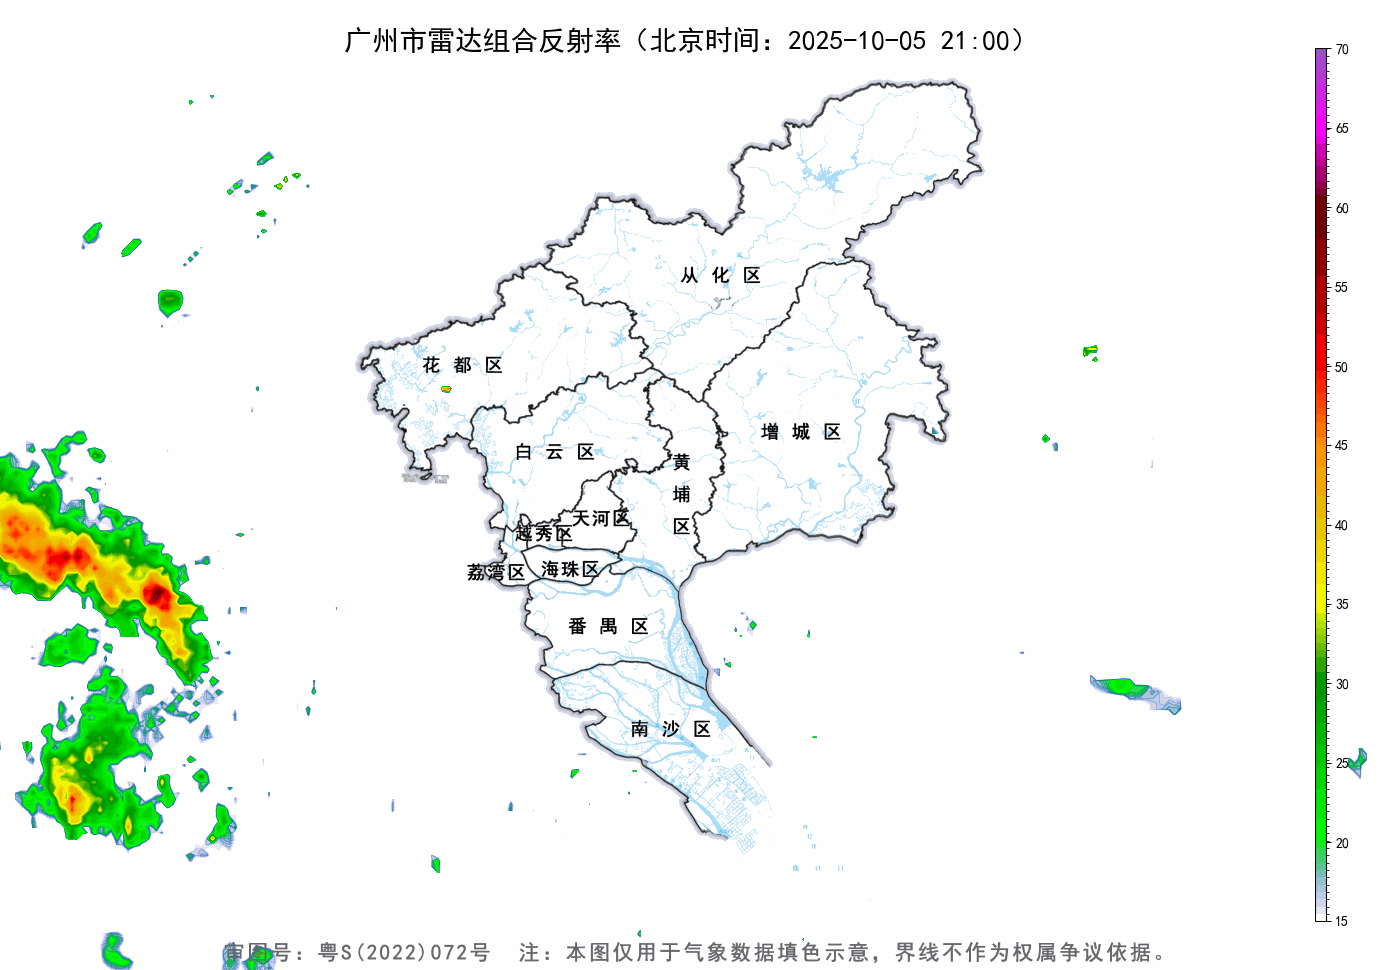 广州市雷达组合反射率（北京时间：2025-10-05 21:00）
70
65
60
55
50
45
40
35
30
25
20
15
从化区
花都区
增城区
白云区
黄埔区
天河区
越秀区
荔湾区
海珠区
番禺区
南沙区
审图号：粤S(2022)072号 注：本图仅用于气象数据填色示意，界线不作为权属争议依据。